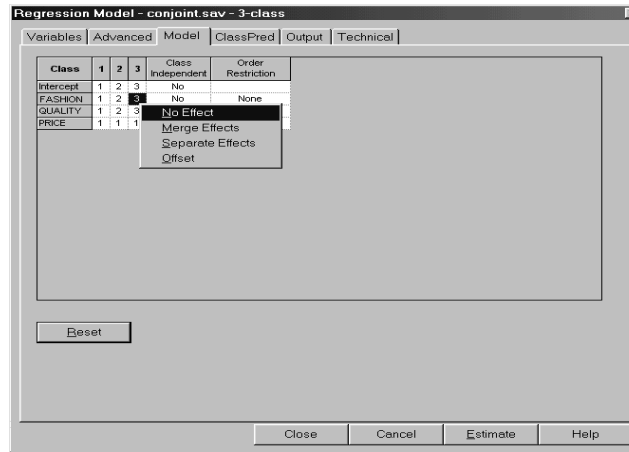 Regression Model - conjoint.sav - 3-class
Variables Advanced Model ClassPred Output Technical
Class 1 2 3 Class Independent Order Restriction
Intercept 1 2 3 No
FASHION 1 2 3 No None
QUALITY 1 2 3
PRICE 1 1 1
No Effect
Merge Effects
Separate Effects
Offset
Reset
Close Cancel Estimate Help